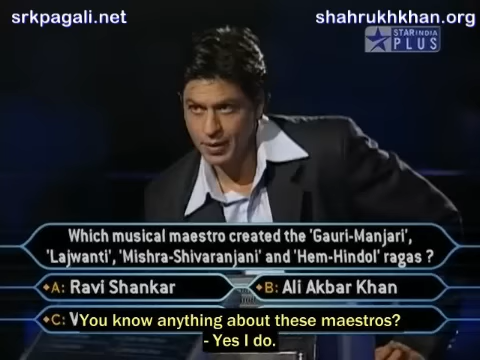 srkpagali.net
shahrukhkhan.org
STAR INDIA
PLUS
Which musical maestro created the 'Gauri-Manjari',
'Lajwanti', 'Mishra-Shivaranjani' and 'Hem-Hindol' ragas ?
A: Ravi Shankar
B: Ali Akbar Khan
C: V
You know anything about these maestros?
- Yes I do.